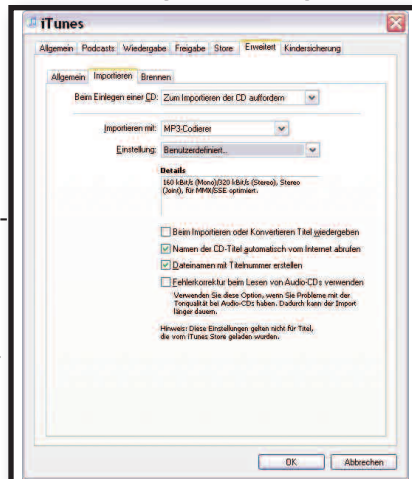 iTunes
Allgemein Podcasts Wiedergabe Freigabe Store Erweitert Kindersicherung
Allgemein Importieren Brennen
Beim Einlegen einer CD: Zum Importieren der CD auffordern
Importieren mit: MP3-Codierer
Einstellung: Benutzerdefiniert...
Details
160 kBit/s (Mono)/320 kBit/s (Stereo), Stereo
(Joint), für MMX/SSE optimiert.
Beim Importieren oder Konvertieren Titel wiedergeben
Namen der CD-Titel automatisch vom Internet abrufen
Dateinamen mit Titelnummer erstellen
Fehlerkorrektur beim Lesen von Audio-CDs verwenden
Verwenden Sie diese Option, wenn Sie Probleme mit der
Tonqualität bei Audio-CDs haben. Dadurch kann der Import
länger dauern.
Hinweis: Diese Einstellungen gelten nicht für Titel,
die vom iTunes Store geladen wurden.
OK Abbrechen